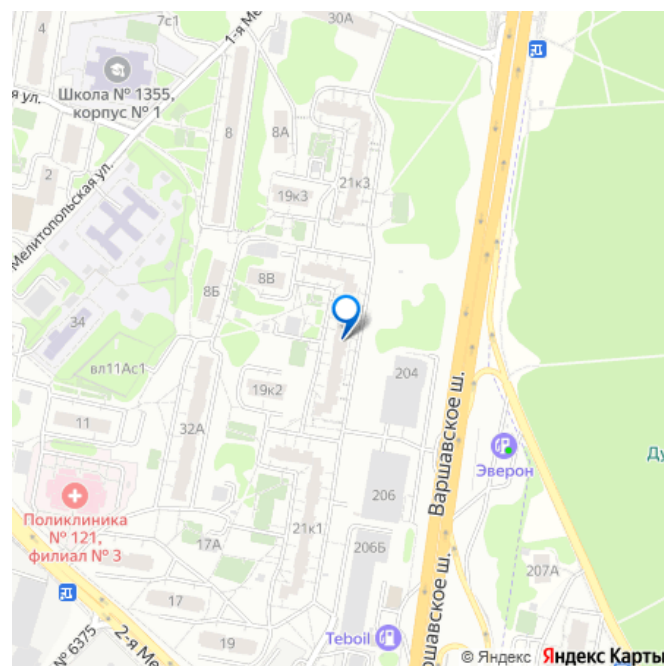 7с1
30А
4
1-я Ме
Школа № 1355,
корпус № 1
я ул.
8
8А
2
21к3
19к3
Мелитопольская ул.
8В
8Б
34
вл11Ас1
204
19к2
11
32А
Варшавское ш.
Ду
Эверон
206
Поликлиника
№ 121,
филиал № 3
21к1
17А
206Б
207А
17
№ 6375
2-я Ме
19
Teboil
Варшавское ш.
© Яндекс Яндекс Карты